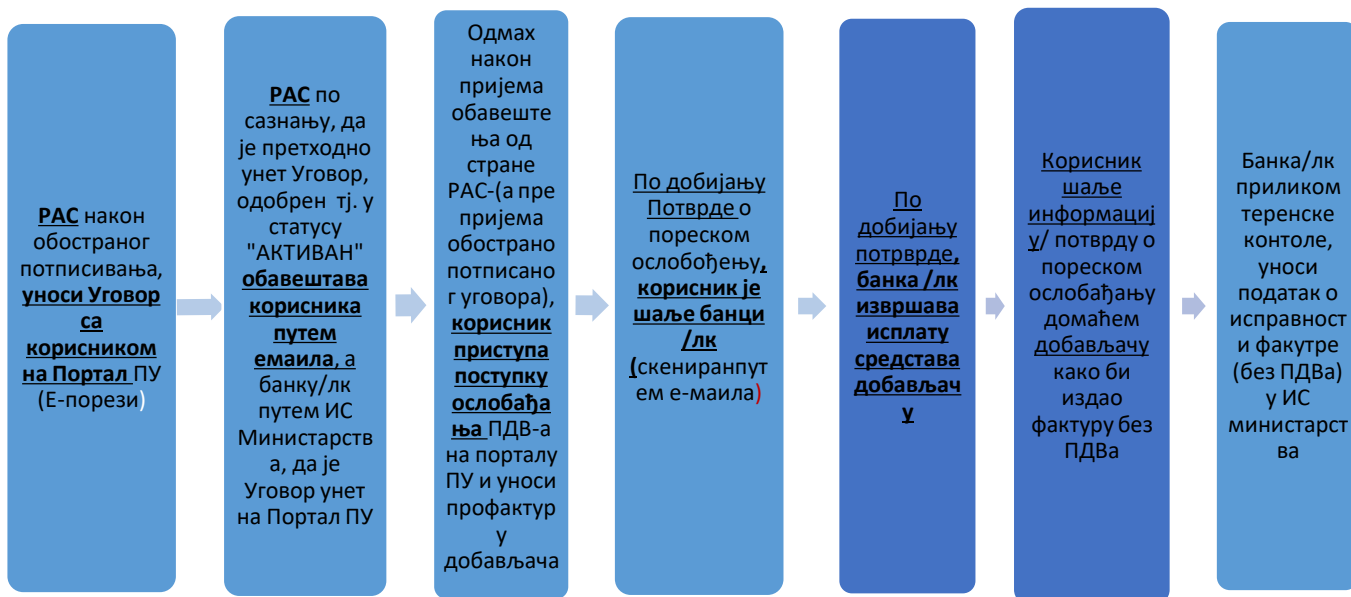 РАС након
обостраног
потписивања,
уноси Уговор
са
корисником
на Портал ПУ
(Е-порези)
РАС по
сазнању, да
је претходно
унет Уговор,
одобрен тј. у
статусу
"АКТИВАН"
обавештава
корисника
путем
емаила, а
банку/лк
путем ИС
Министарств
а, да је
Уговор унет
на Портал ПУ
Одмах
након
пријема
обавеште
ња од
стране
РАС-(а пре
пријема
обострано
потписано
г уговора),
корисник
приступа
поступку
ослобађа
ња ПДВ-а
на порталу
ПУ и уноси
профактур
у
добављача
По добијању
Потврде о
пореском
ослобођењу,
корисник је
шаље банци
/лк
(скениранпут
ем е-маила)
По
добијању
потрврде,
банка /лк
извршава
исплату
средстава
добављач
у
Корисник
шаље
информациј
у/ потврду о
пореском
ослобађању
домаћем
добављачу
како би
издао
фактуру без
ПДВа
Банка/лк
приликом
теренске
контоле,
уноси
податак о
исправност
и факутре
(без ПДВа)
у ИС
министарст
ва